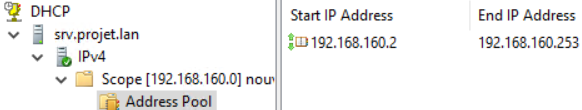 DHCP
srv.projet.lan
IPv4
Scope [192.168.160.0] nou
Address Pool
Start IP Address End IP Address
192.168.160.2 192.168.160.253